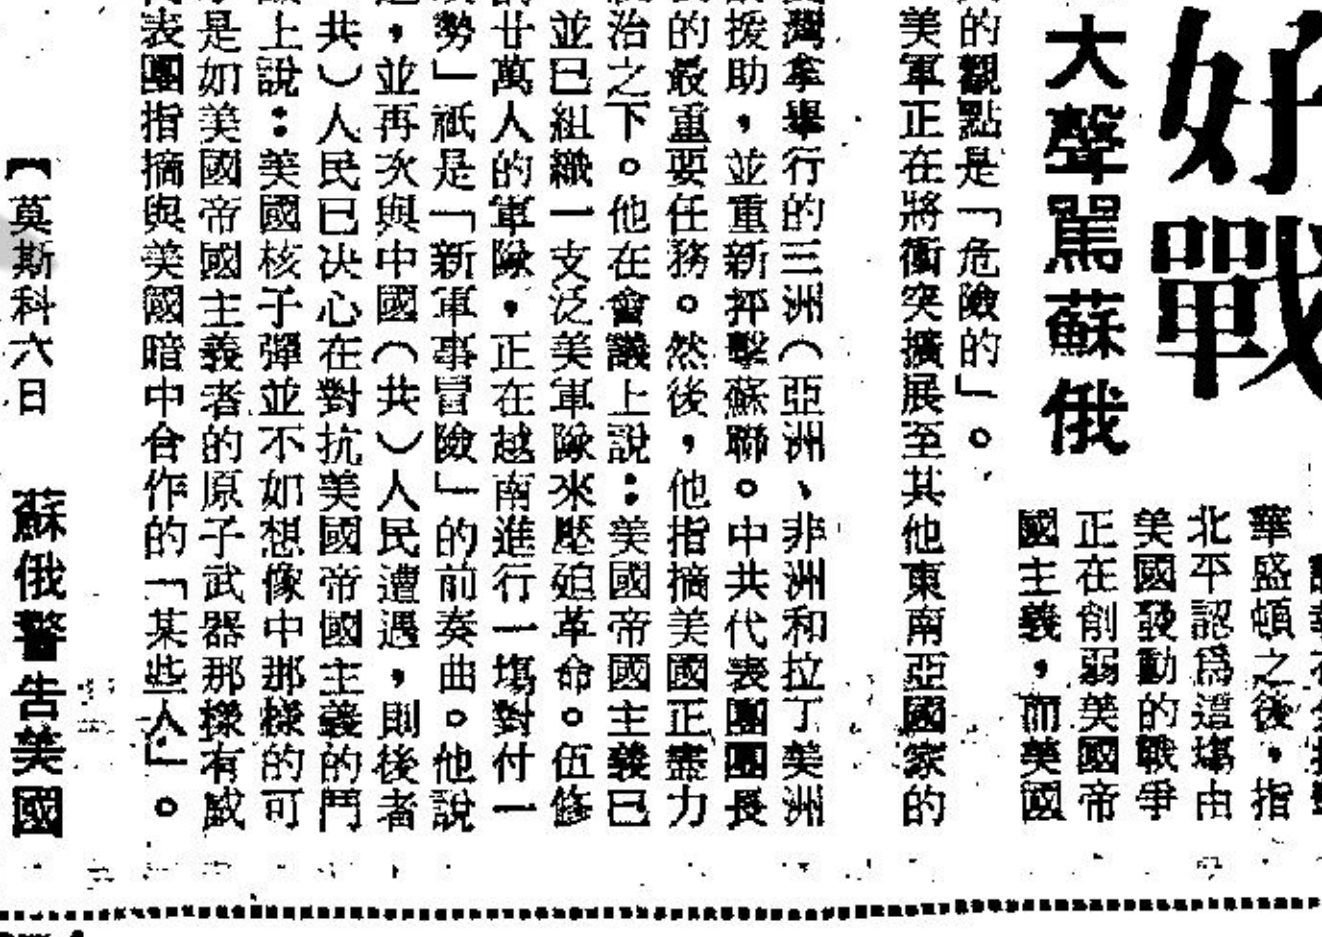 好戰
大聲罵蘇俄
華盛頓之後，指
北平認爲這場由
美國發動的戰爭
正在削弱美國帝
國主義，而美國
的觀點是「危險的」。
美軍正在將衝突擴展至其他東南亞國家的
灣拿舉行的三洲（亞洲、非洲和拉丁美洲
援助，並重新抨擊蘇聯。中共代表團團長
的最重要任務。然後，他指摘美國正盡力
治之下。他在會議上說：美國帝國主義已
並已組織一支泛美軍隊來壓廹革命。伍修
廿萬人的軍隊，正在越南進行一塲對付一
勢」祇是「新軍事冒險」的前奏曲。他說
，並再次與中國（共）人民遭遇，則後者
共）人民已決心在對抗美國帝國主義的鬥
上說：美國核子彈並不如想像中那樣的可
是如美國帝國主義者的原子武器那樣有威
表團指摘與美國暗中合作的「某些人」。
【莫斯科六日　蘇俄警告美國